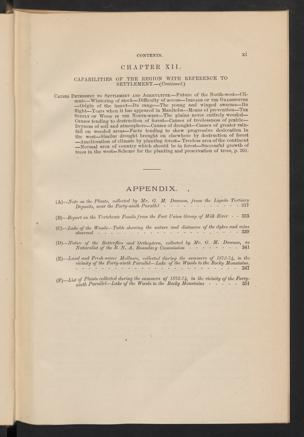 CONTENTS. xi
CHAPTER XII.
CAPABILITIES OF THE REGION WITH REFERENCE TO
SETTLEMENT.—(Continued.)
CAUSES DETRIMENT TO SETTLEMENT AND AGRICULTURE—Future of the North-west—Cli-
mate—Wintering of stock—Difficulty of access—INROADS OF THE GRASSHOPPER
—Origin of the insect—Its range—The young and winged swarms—Its
flight—Years when it has appeared in Manitoba—Means of prevention—THE
SUPPLY OF WOOD IN THE NORTH-WEST—The plains never entirely wooded—
Causes tending to destruction of forest—Causes of treelessness of prairie—
Dryness of soil and atmosphere—Causes of drought—Causes of greater rain-
fall on wooded areas—Facts tending to show progressive desiccation in
the west—Similar drought brought on elsewhere by destruction of forest
—Amelioration of climate by planting forest—Treeless area of the continent
—Normal area of country which should be in forest—Successful growth of
trees in the west—Scheme for the planting and preservation of trees, p. 301.
APPENDIX.
(A)—Note on the Plants, collected by Mr. G. M. Dawson, from the Lignite Tertiary
Deposits, near the Forty-ninth Parallel 327
(B)—Report on the Vertebrate Fossils from the Fort Union Group of Milk River 333
(C)—Lake of the Woods—Table shewing the nature and distances of the dykes and veins
observed 339
(D)—Notice of the Butterflies and Orthoptera, collected by Mr. G. M. Dawson, as
Naturalist of the B. N. A. Boundary Commission 341
(E)—Land and Fresh-water Mollusca, collected during the summers of 1873-74, in the
vicinity of the Forty-ninth Parallel—Lake of the Woods to the Rocky Mountains,
347
(F)—List of Plants collected during the summers of 1873-74 in the vicinity of the Forty-
ninth Parallel—Lake of the Woods to the Rocky Mountains 351